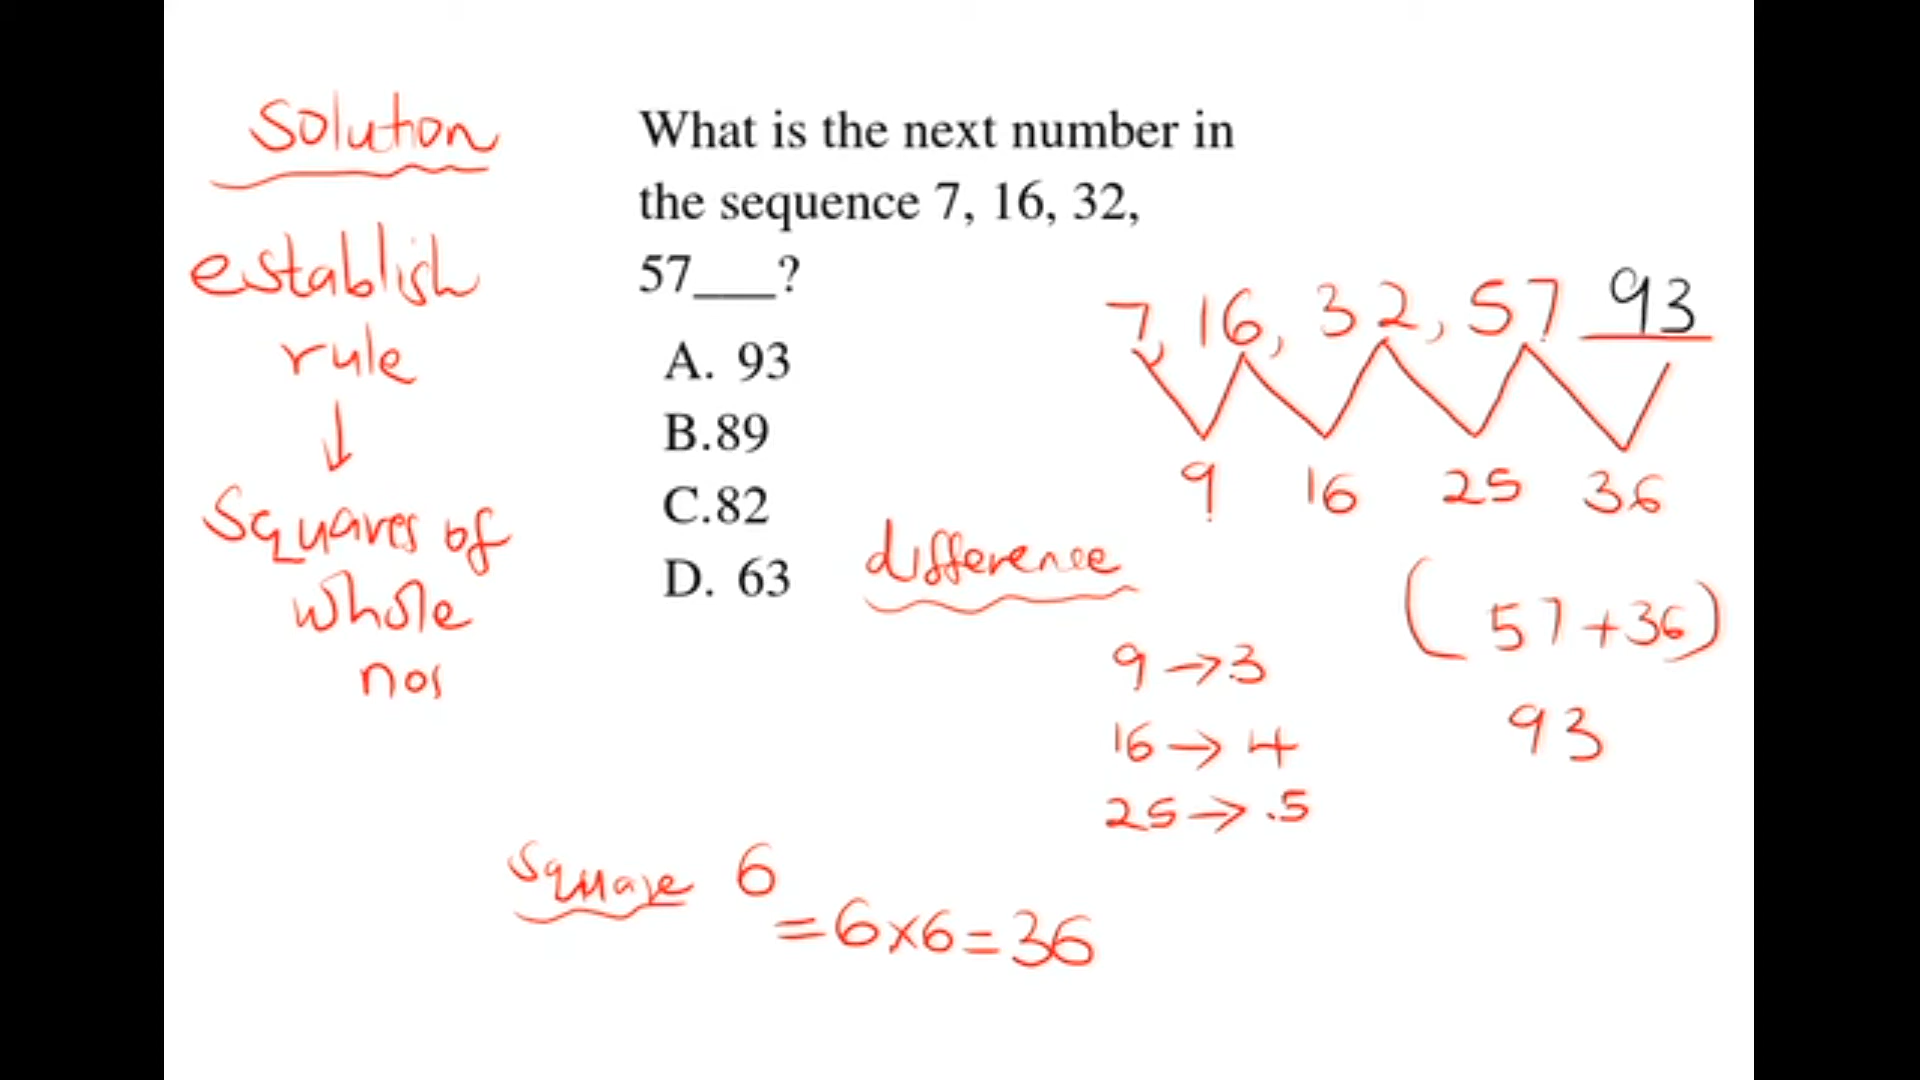 Solution
establish
rule
↓
Squares of
whole
nos
What is the next number in
the sequence 7, 16, 32,
57___?
A. 93
B.89
C.82
D. 63
7, 16, 32, 57 93
9 16 25 36
difference
9 → 3
16 → 4
25 → 5
(57+36)
93
Square 6
= 6×6 = 36